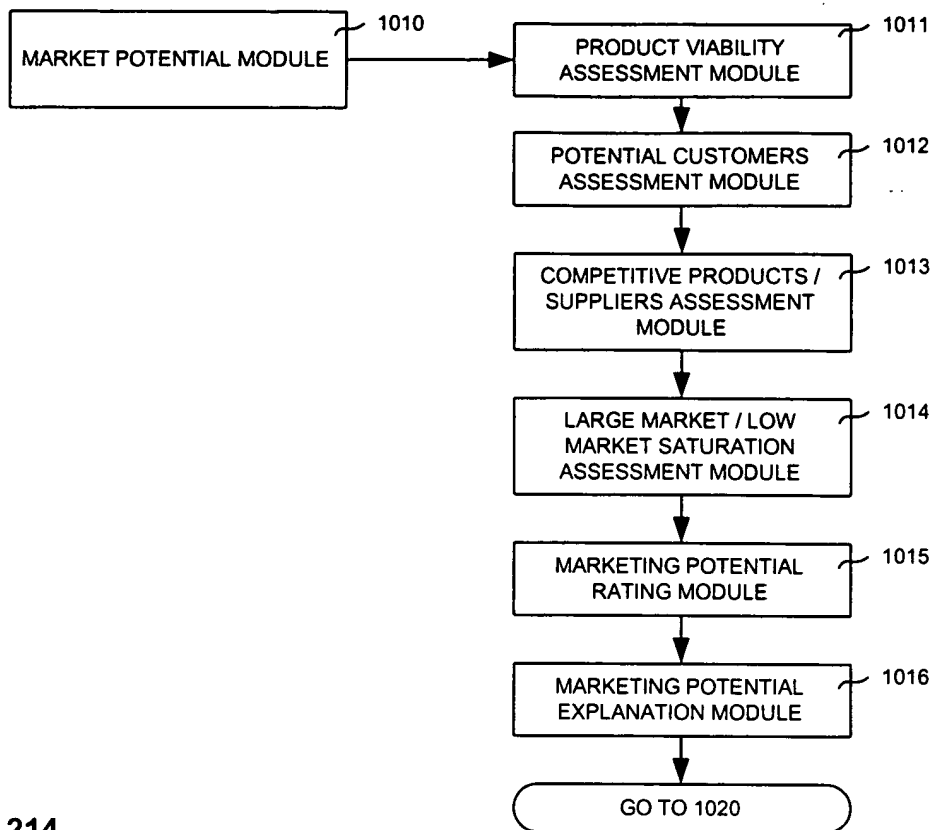 MARKET POTENTIAL MODULE
1010
PRODUCT VIABILITY
ASSESSMENT MODULE
1011
POTENTIAL CUSTOMERS
ASSESSMENT MODULE
1012
COMPETITIVE PRODUCTS /
SUPPLIERS ASSESSMENT
MODULE
1013
LARGE MARKET / LOW
MARKET SATURATION
ASSESSMENT MODULE
1014
MARKETING POTENTIAL
RATING MODULE
1015
MARKETING POTENTIAL
EXPLANATION MODULE
1016
GO TO 1020
214